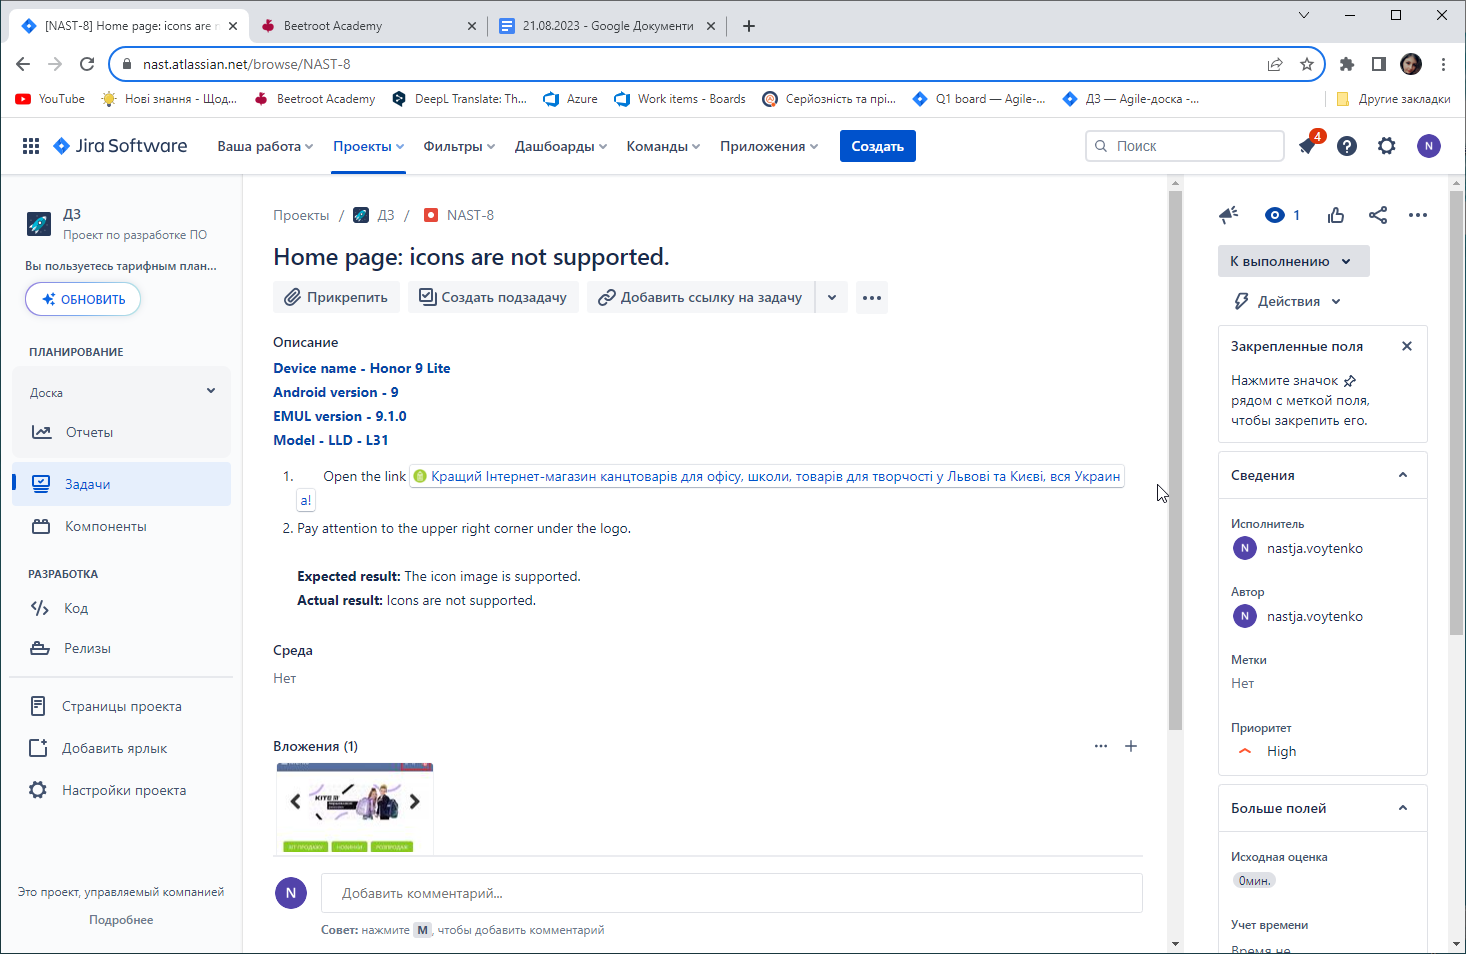 [NAST-8] Home page: icons are n
Beetroot Academy
21.08.2023 - Google Документи
nast.atlassian.net/browse/NAST-8
YouTube
Нові знання - Щод...
Beetroot Academy
DeepL Translate: Th...
Azure
Work items - Boards
Серйозність та прі...
Q1 board — Agile-...
ДЗ — Agile-доска -...
Другие закладки
Jira Software
Ваша работа
Проекты
Фильтры
Дашборды
Команды
Приложения
Создать
Поиск
4
N
ДЗ
Проект по разработке ПО
Вы пользуетесь тарифным план...
ОБНОВИТЬ
ПЛАНИРОВАНИЕ
Доска
Отчеты
Задачи
Компоненты
РАЗРАБОТКА
Код
Релизы
Страницы проекта
Добавить ярлык
Настройки проекта
Это проект, управляемый компанией
Подробнее
Проекты / ДЗ / NAST-8
Home page: icons are not supported.
Прикрепить
Создать подзадачу
Добавить ссылку на задачу
Описание
Device name - Honor 9 Lite
Android version - 9
EMUL version - 9.1.0
Model - LLD - L31
1. Open the link Кращий Інтернет-магазин канцтоварів для офісу, школи, товарів для творчості у Львові та Києві, вся Украин
а!
2. Pay attention to the upper right corner under the logo.
Expected result: The icon image is supported.
Actual result: Icons are not supported.
Среда
Нет
Вложения (1)
KITE
ХІТ ПРОДАЖУ
НОВИНКИ
РОЗПРОДАЖ
N
Добавить комментарий...
Совет: нажмите M, чтобы добавить комментарий
1
К выполнению
Действия
Закрепленные поля
Нажмите значок
рядом с меткой поля,
чтобы закрепить его.
Сведения
Исполнитель
N nastja.voytenko
Автор
N nastja.voytenko
Метки
Нет
Приоритет
High
Больше полей
Исходная оценка
0мин.
Учет времени
Время не